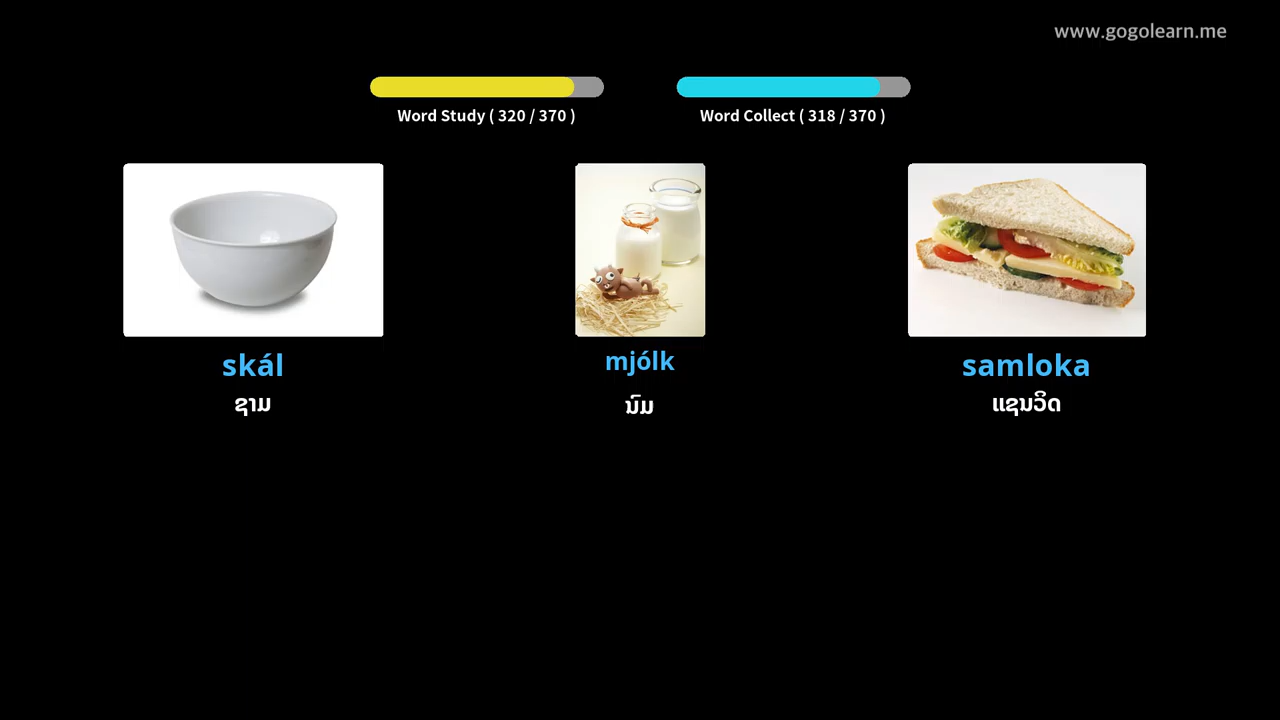 www.gogolearn.me
Word Study ( 320 / 370 )
Word Collect ( 318 / 370 )
skál
mjólk
samloka
ຊາມ
ນົມ
ແຊນວິດ